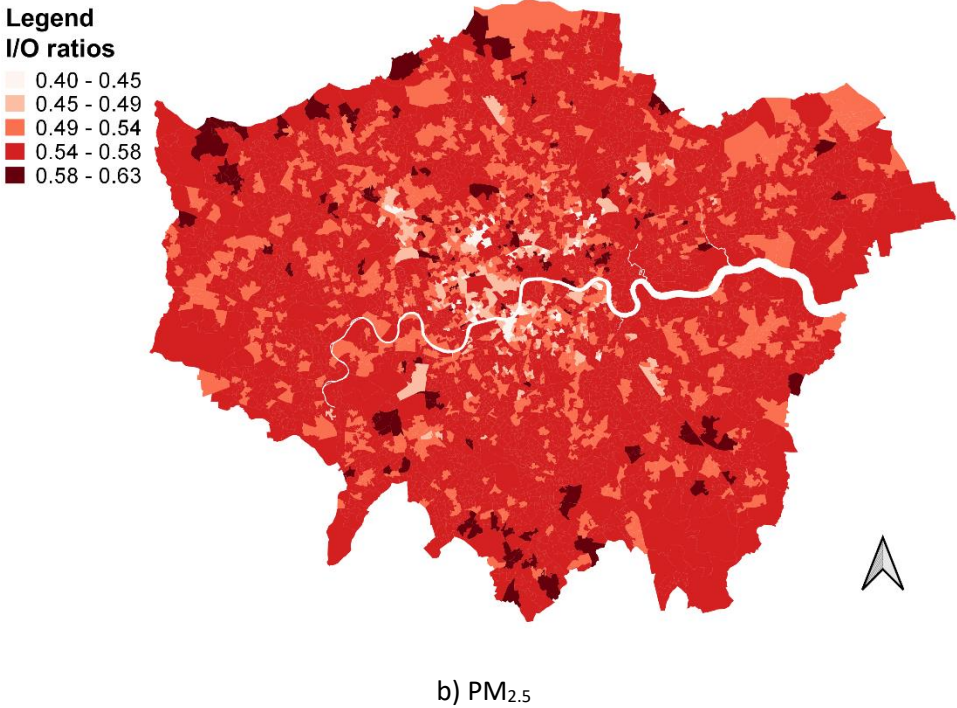 Legend
I/O ratios
0.40 - 0.45
0.45 - 0.49
0.49 - 0.54
0.54 - 0.58
0.58 - 0.63
b) PM₂.₅